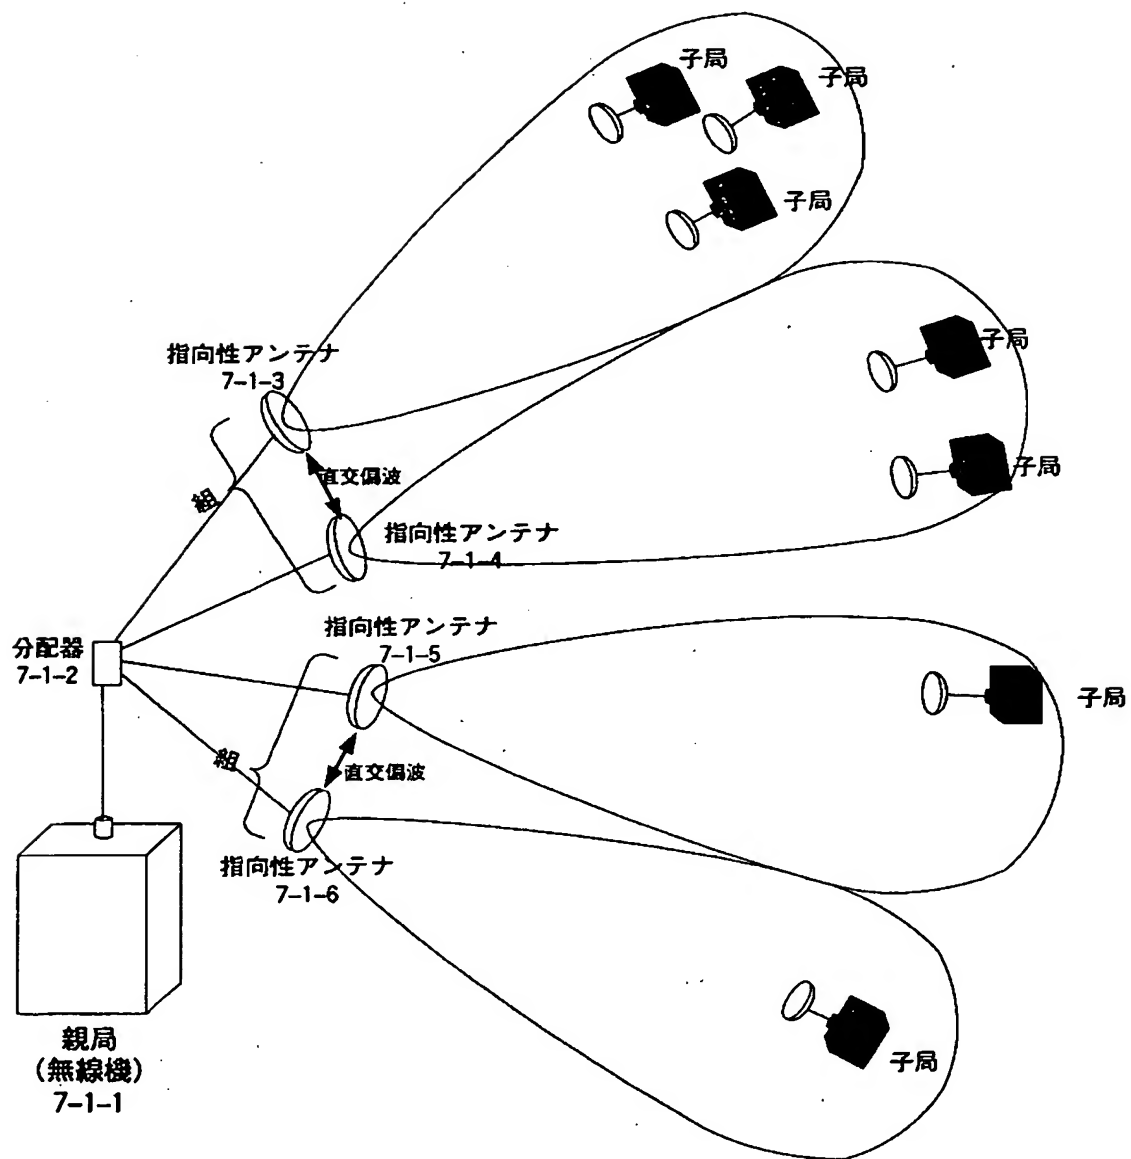 子局
子局
子局
指向性アンテナ
7-1-3
子局
直交偏波
子局
組
指向性アンテナ
7-1-4
分配器
7-1-2
指向性アンテナ
7-1-5
子局
組
直交偏波
指向性アンテナ
7-1-6
親局
(無線機)
7-1-1
子局